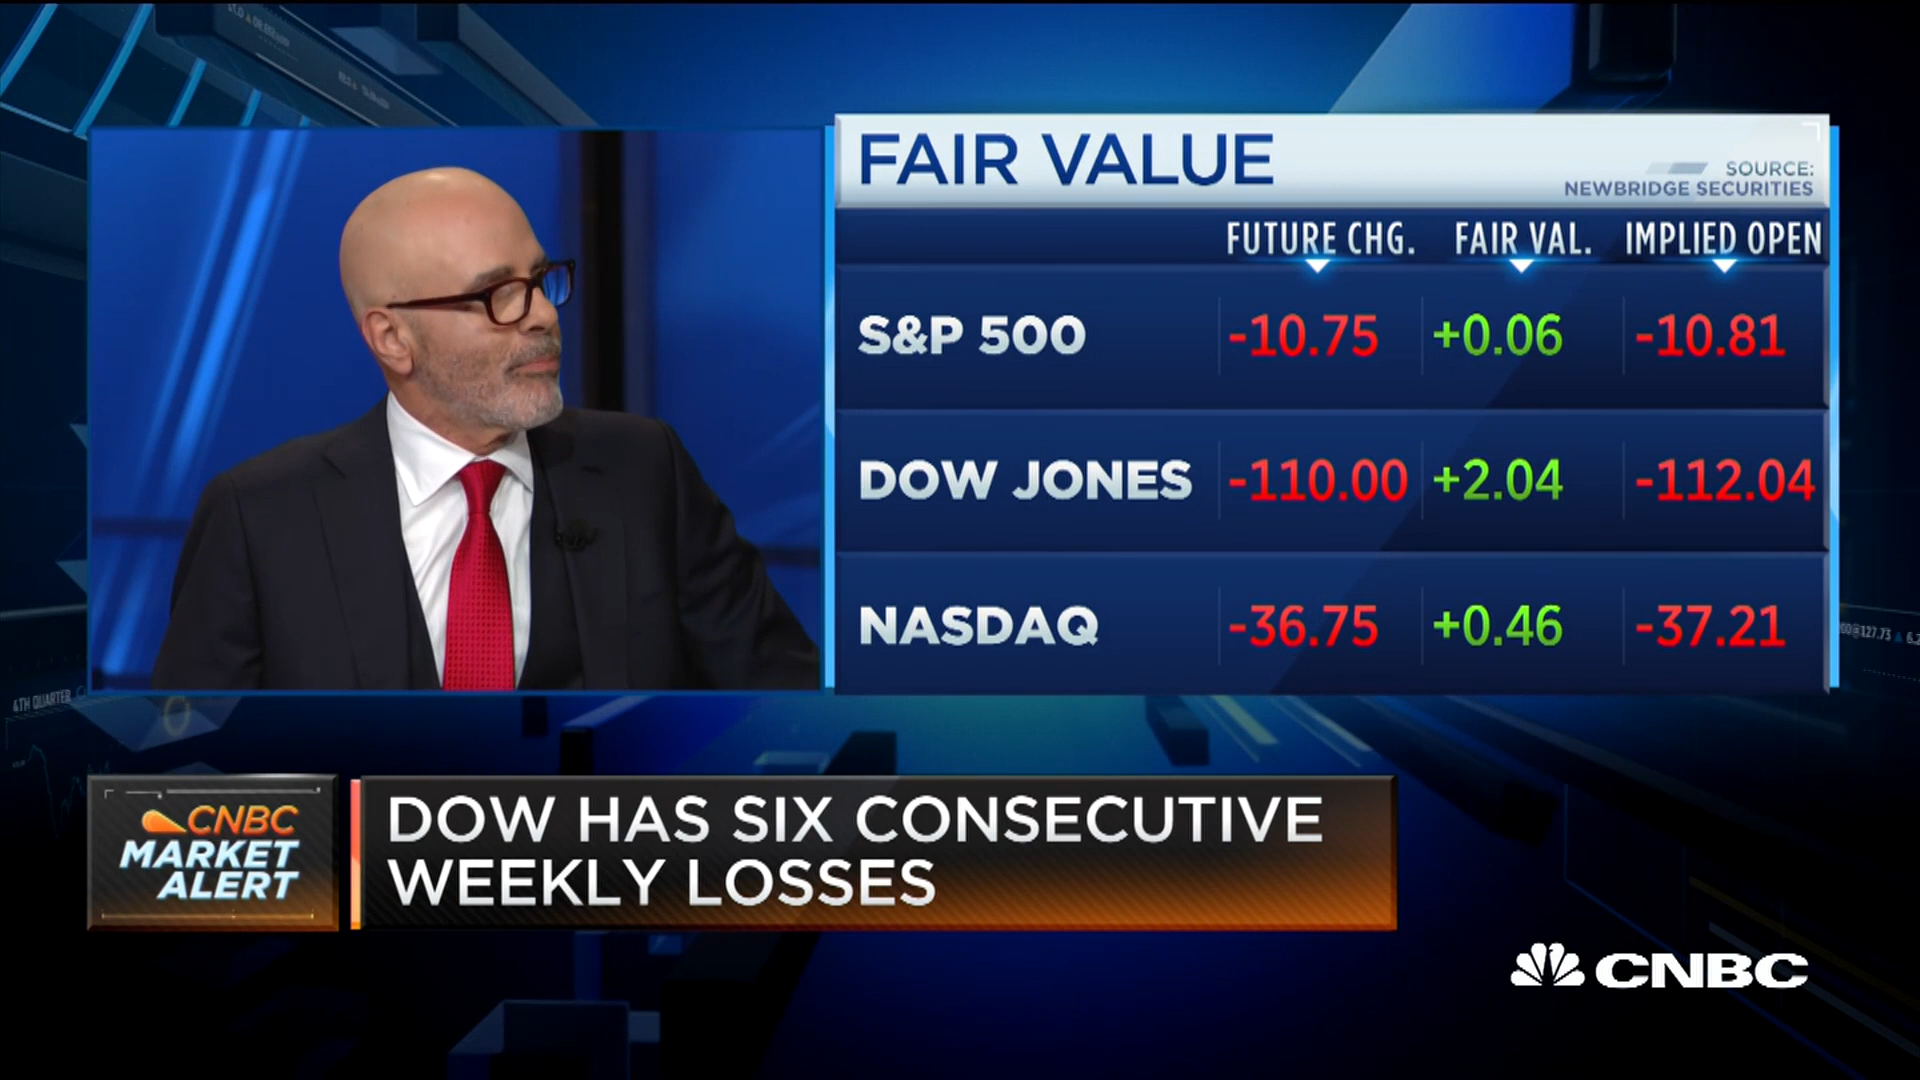 FAIR VALUE
SOURCE:
NEWBRIDGE SECURITIES
FUTURE CHG. FAIR VAL. IMPLIED OPEN
S&P 500 -10.75 +0.06 -10.81
DOW JONES -110.00 +2.04 -112.04
NASDAQ -36.75 +0.46 -37.21
4TH QUARTER
CNBC
MARKET
ALERT
DOW HAS SIX CONSECUTIVE
WEEKLY LOSSES
CNBC